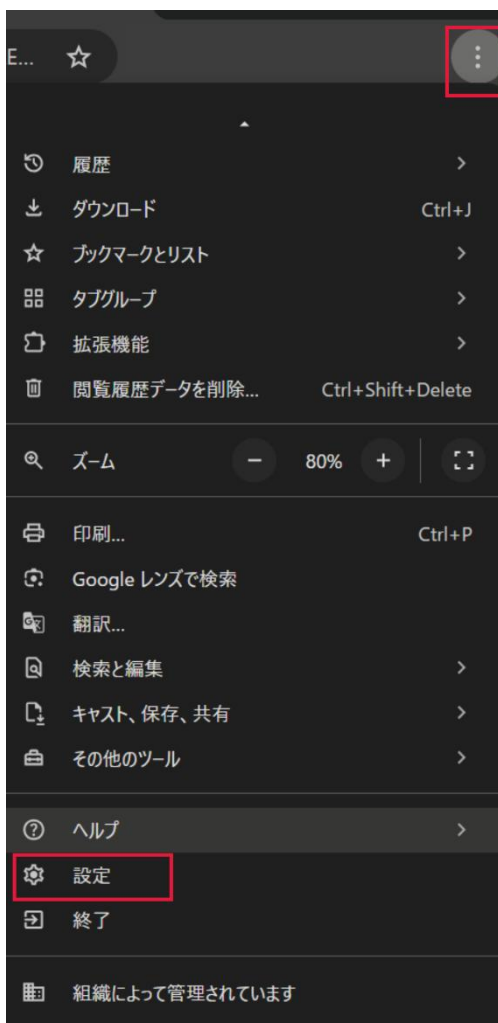 E...
履歴
ダウンロード Ctrl+J
ブックマークとリスト
タブグループ
拡張機能
閲覧履歴データを削除... Ctrl+Shift+Delete
ズーム − 80% +
印刷... Ctrl+P
Google レンズで検索
翻訳...
検索と編集
キャスト、保存、共有
その他のツール
ヘルプ
設定
終了
組織によって管理されています